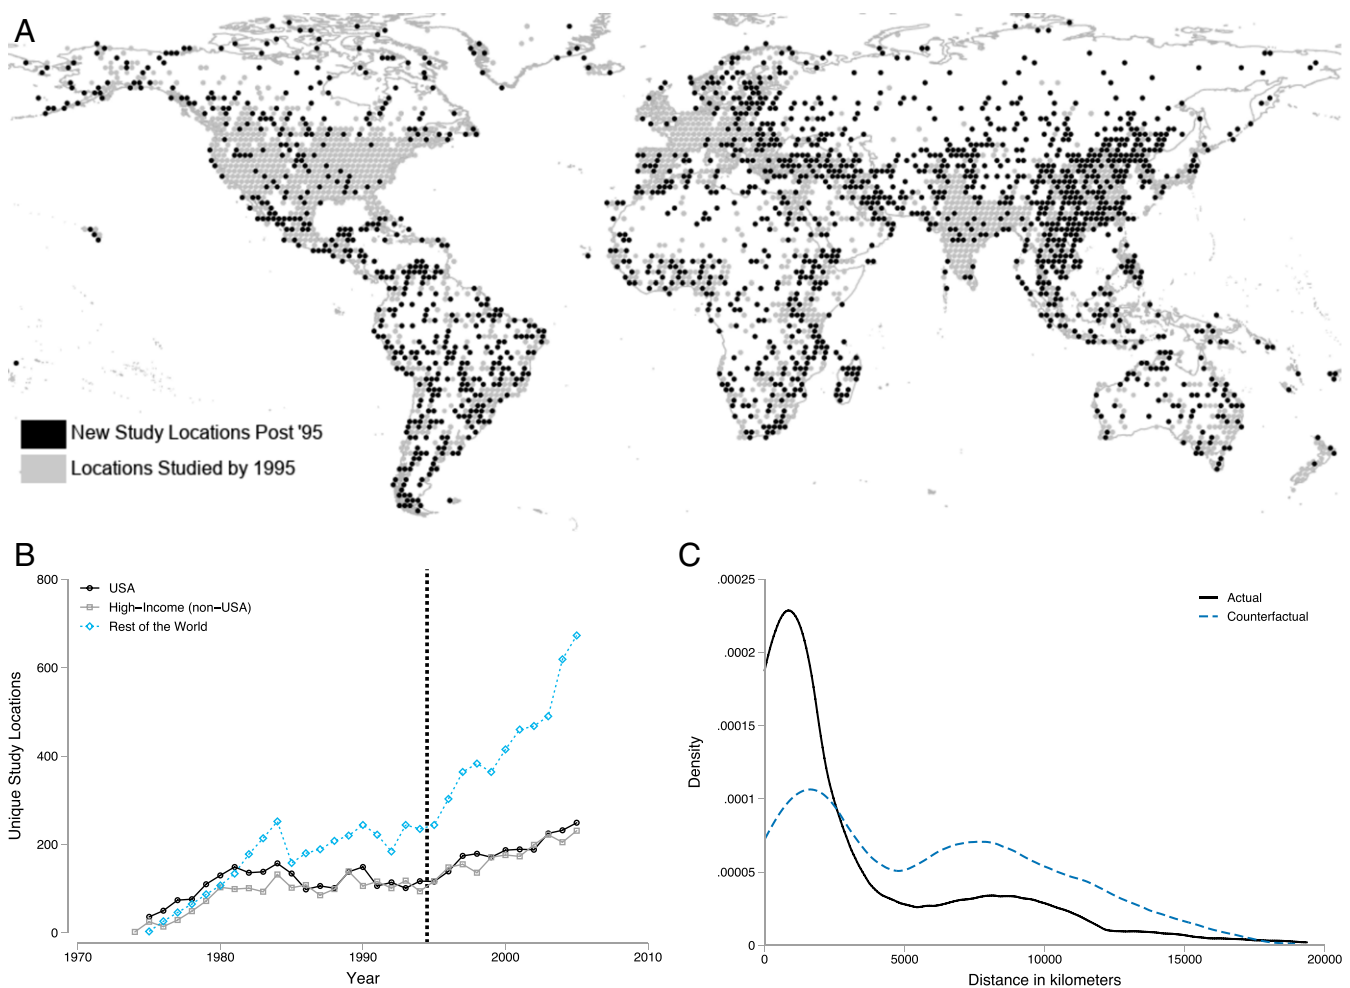 A
New Study Locations Post '95
Locations Studied by 1995
B
800
600
400
200
0
Unique Study Locations
USA
High–Income (non–USA)
Rest of the World
1970
1980
1990
2000
2010
Year
C
.00025
.0002
.00015
.0001
.00005
0
Density
Actual
Counterfactual
0
5000
10000
15000
20000
Distance in kilometers